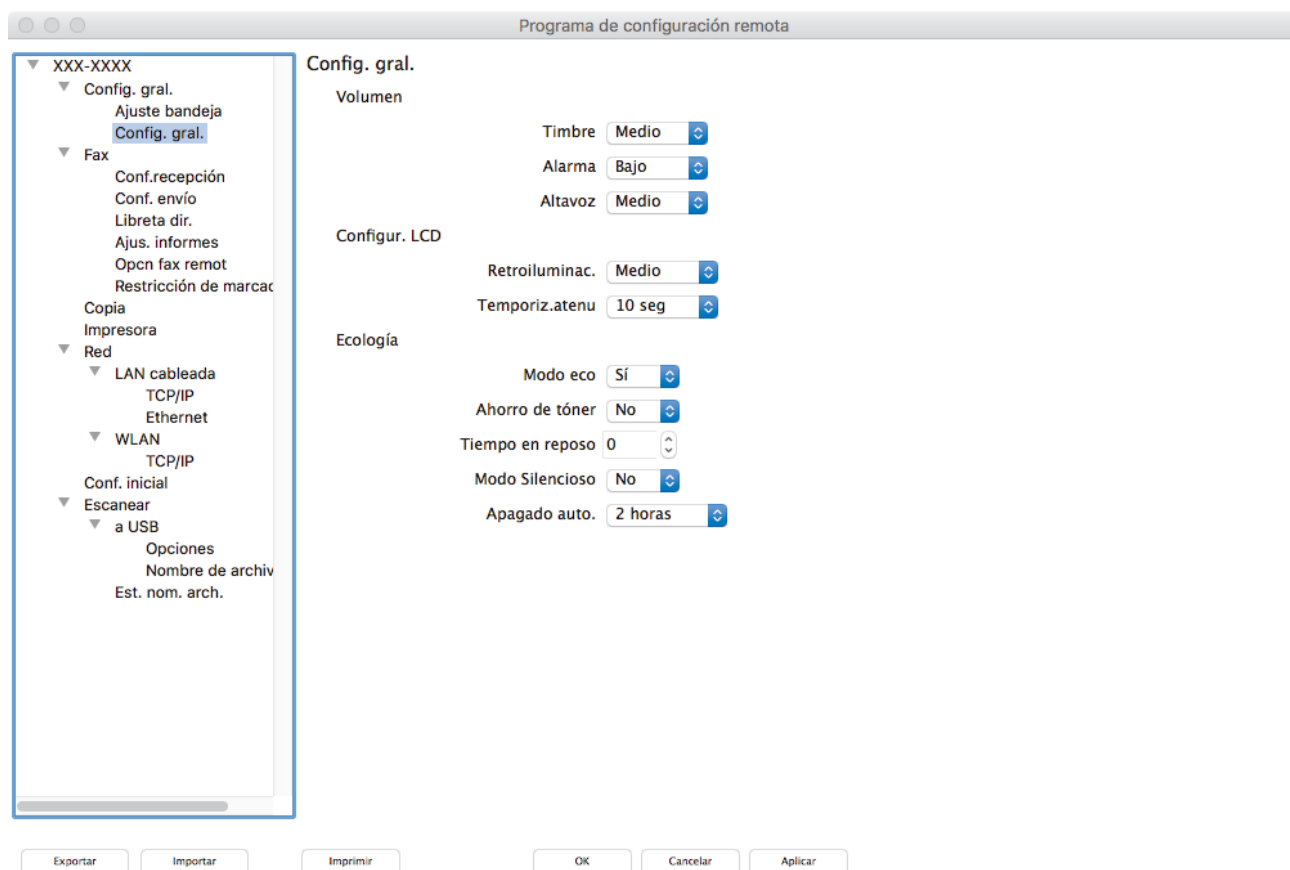 Programa de configuración remota
XXX-XXXX
Config. gral.
Ajuste bandeja
Config. gral.
Fax
Conf.recepción
Conf. envío
Libreta dir.
Ajus. informes
Opcn fax remot
Restricción de marcac
Copia
Impresora
Red
LAN cableada
TCP/IP
Ethernet
WLAN
TCP/IP
Conf. inicial
Escanear
a USB
Opciones
Nombre de archiv
Est. nom. arch.
Config. gral.
Volumen
Timbre Medio
Alarma Bajo
Altavoz Medio
Configur. LCD
Retroiluminac. Medio
Temporiz.atenu 10 seg
Ecología
Modo eco Sí
Ahorro de tóner No
Tiempo en reposo 0
Modo Silencioso No
Apagado auto. 2 horas
Exportar Importar Imprimir OK Cancelar Aplicar